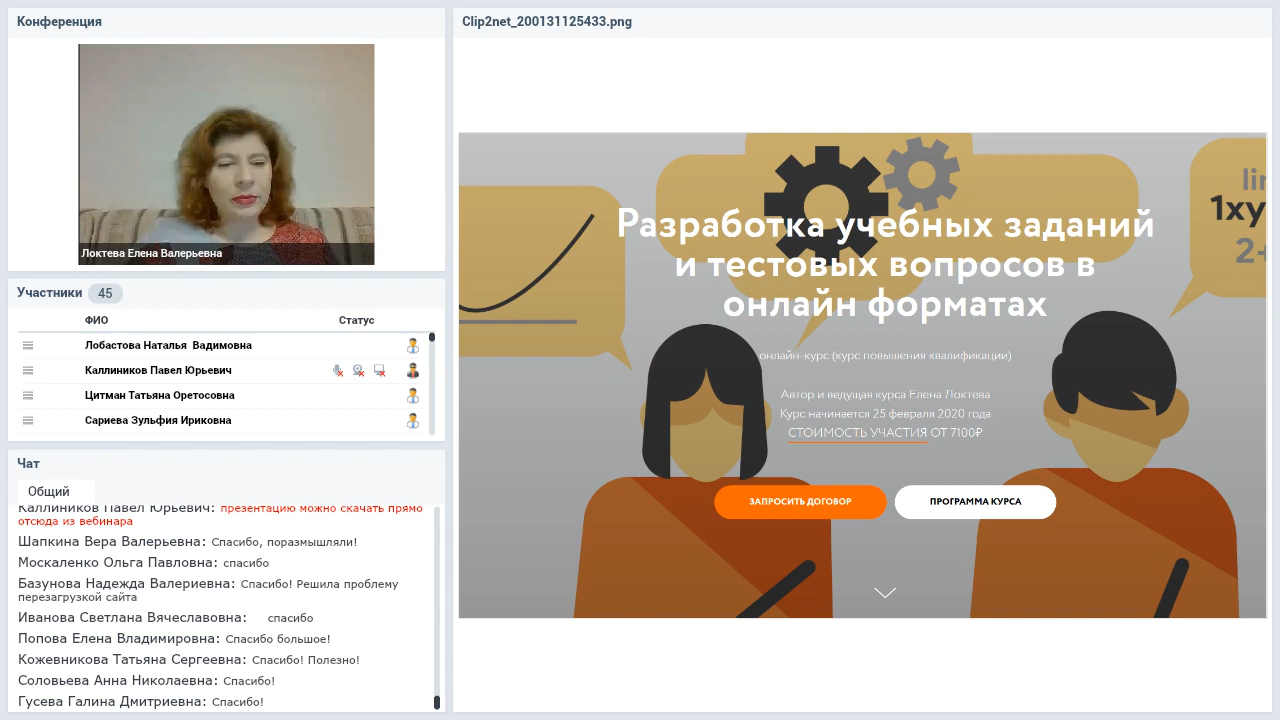 Конференция
Локтева Елена Валерьевна
Участники 45
ФИО Статус
Лобастова Наталья Вадимовна
Каллиников Павел Юрьевич
Цитман Татьяна Оретосовна
Сариева Зульфия Ириковна
Чат
Общий
Каллиников Павел Юрьевич: презентацию можно скачать прямо
отсюда из вебинара
Шапкина Вера Валерьевна: Спасибо, поразмышляли!
Москаленко Ольга Павловна: спасибо
Базунова Надежда Валериевна: Спасибо! Решила проблему
перезагрузкой сайта
Иванова Светлана Вячеславовна: спасибо
Попова Елена Владимировна: Спасибо большое!
Кожевникова Татьяна Сергеевна: Спасибо! Полезно!
Соловьева Анна Николаевна: Спасибо!
Гусева Галина Дмитриевна: Спасибо!
Clip2net_200131125433.png
Разработка учебных заданий
и тестовых вопросов в
онлайн форматах
онлайн-курс (курс повышения квалификации)
Автор и ведущая курса Елена Локтева
Курс начинается 25 февраля 2020 года
СТОИМОСТЬ УЧАСТИЯ ОТ 7100₽
ЗАПРОСИТЬ ДОГОВОР
ПРОГРАММА КУРСА
lir
1xy
2+